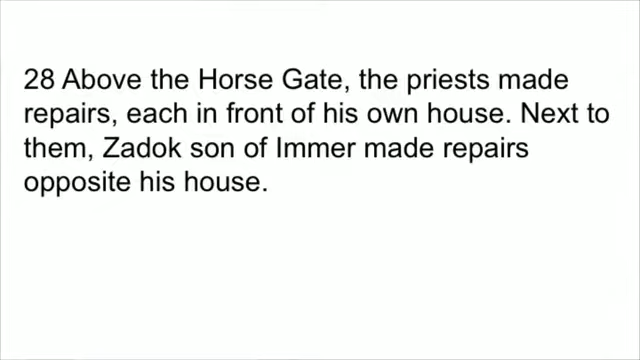 28 Above the Horse Gate, the priests made
repairs, each in front of his own house. Next to
them, Zadok son of Immer made repairs
opposite his house.